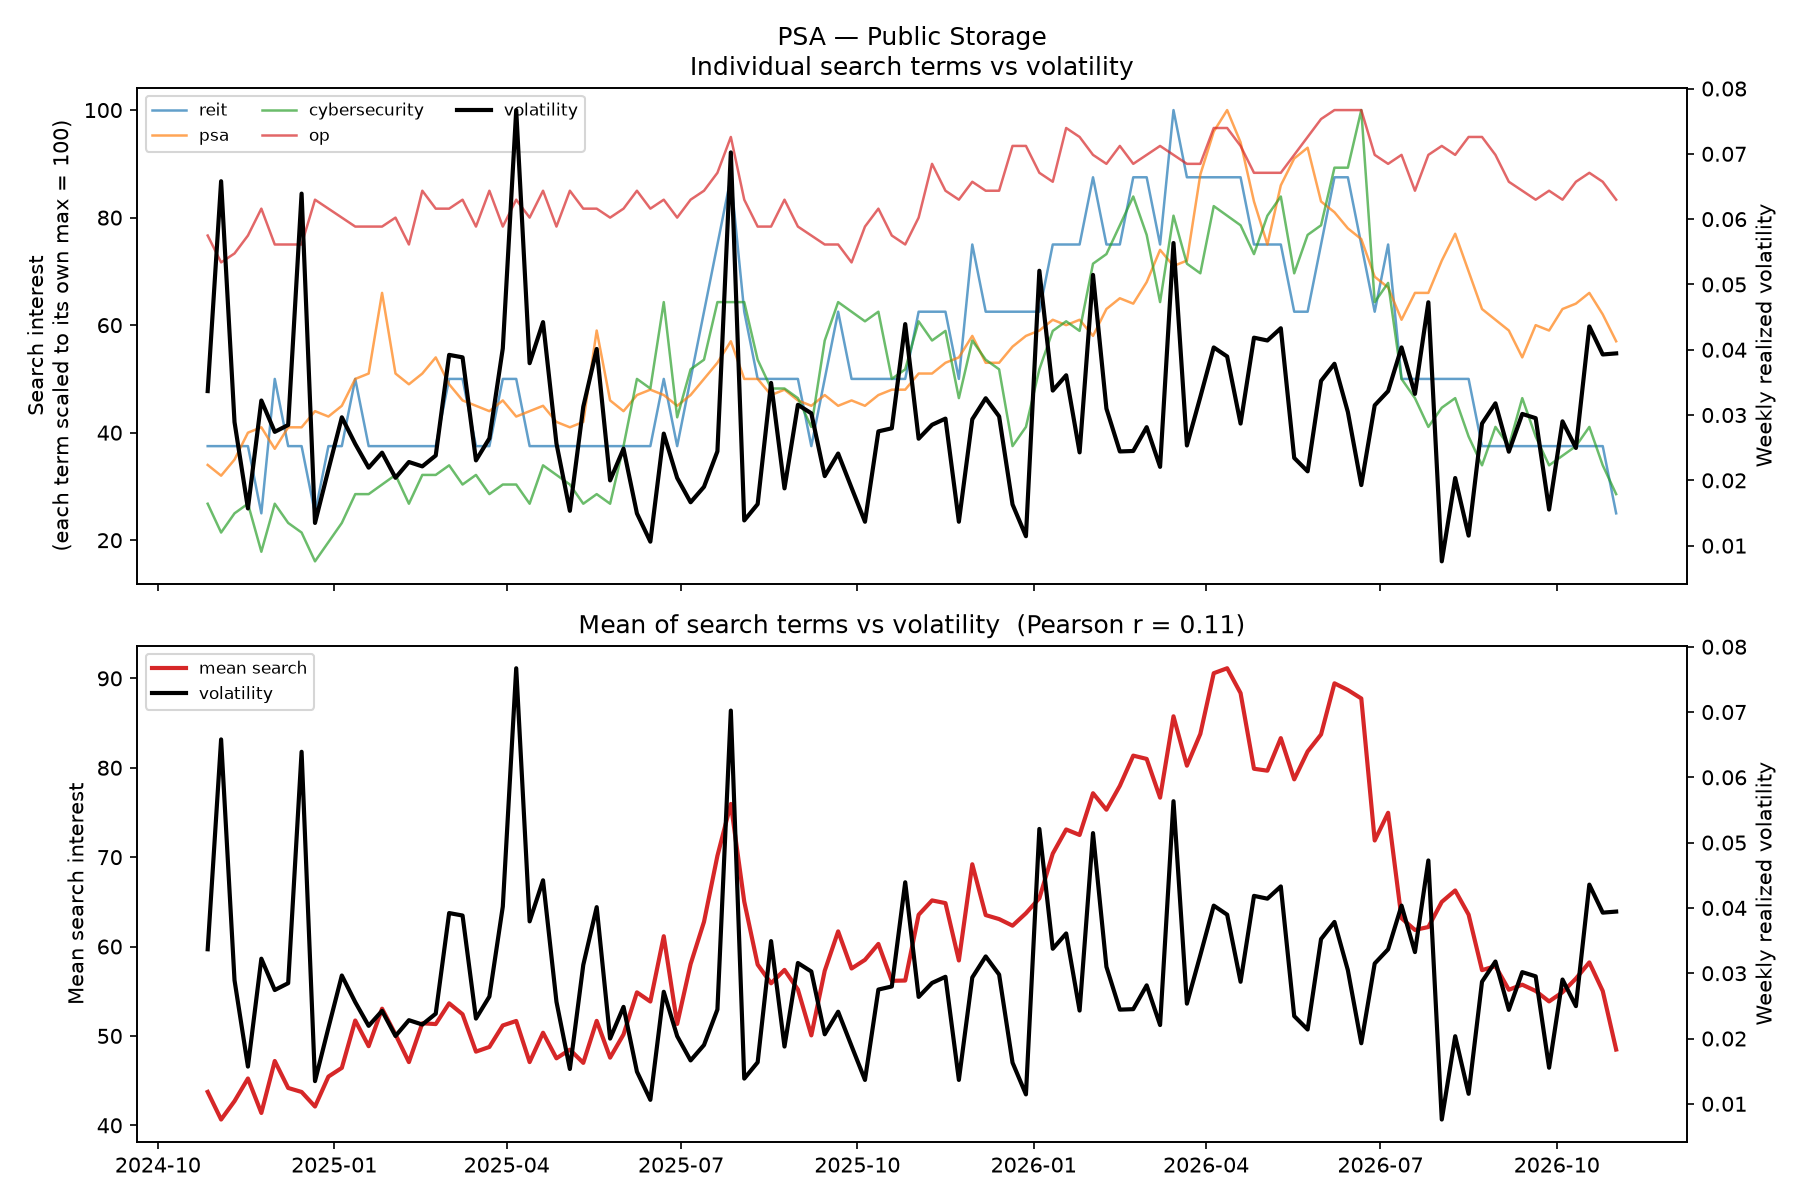 PSA — Public Storage
Individual search terms vs volatility
reit
psa
cybersecurity
op
volatility
Search interest
(each term scaled to its own max = 100)
100
80
60
40
20
0.08
0.07
0.06
0.05
0.04
0.03
0.02
0.01
Weekly realized volatility
Mean of search terms vs volatility (Pearson r = 0.11)
mean search
volatility
Mean search interest
90
80
70
60
50
40
0.08
0.07
0.06
0.05
0.04
0.03
0.02
0.01
Weekly realized volatility
2024-10 2025-01 2025-04 2025-07 2025-10 2026-01 2026-04 2026-07 2026-10